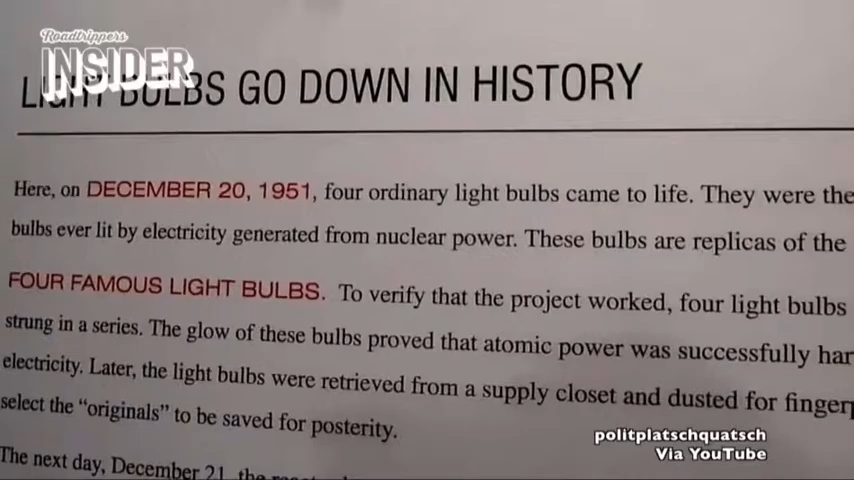 Roadtrippers
INSIDER
LIGHT BULBS GO DOWN IN HISTORY
Here, on DECEMBER 20, 1951, four ordinary light bulbs came to life. They were the
bulbs ever lit by electricity generated from nuclear power. These bulbs are replicas of the
FOUR FAMOUS LIGHT BULBS. To verify that the project worked, four light bulbs
strung in a series. The glow of these bulbs proved that atomic power was successfully har
electricity. Later, the light bulbs were retrieved from a supply closet and dusted for finger
select the “originals” to be saved for posterity.
The next day, December 21, the
politplatschquatsch
Via YouTube